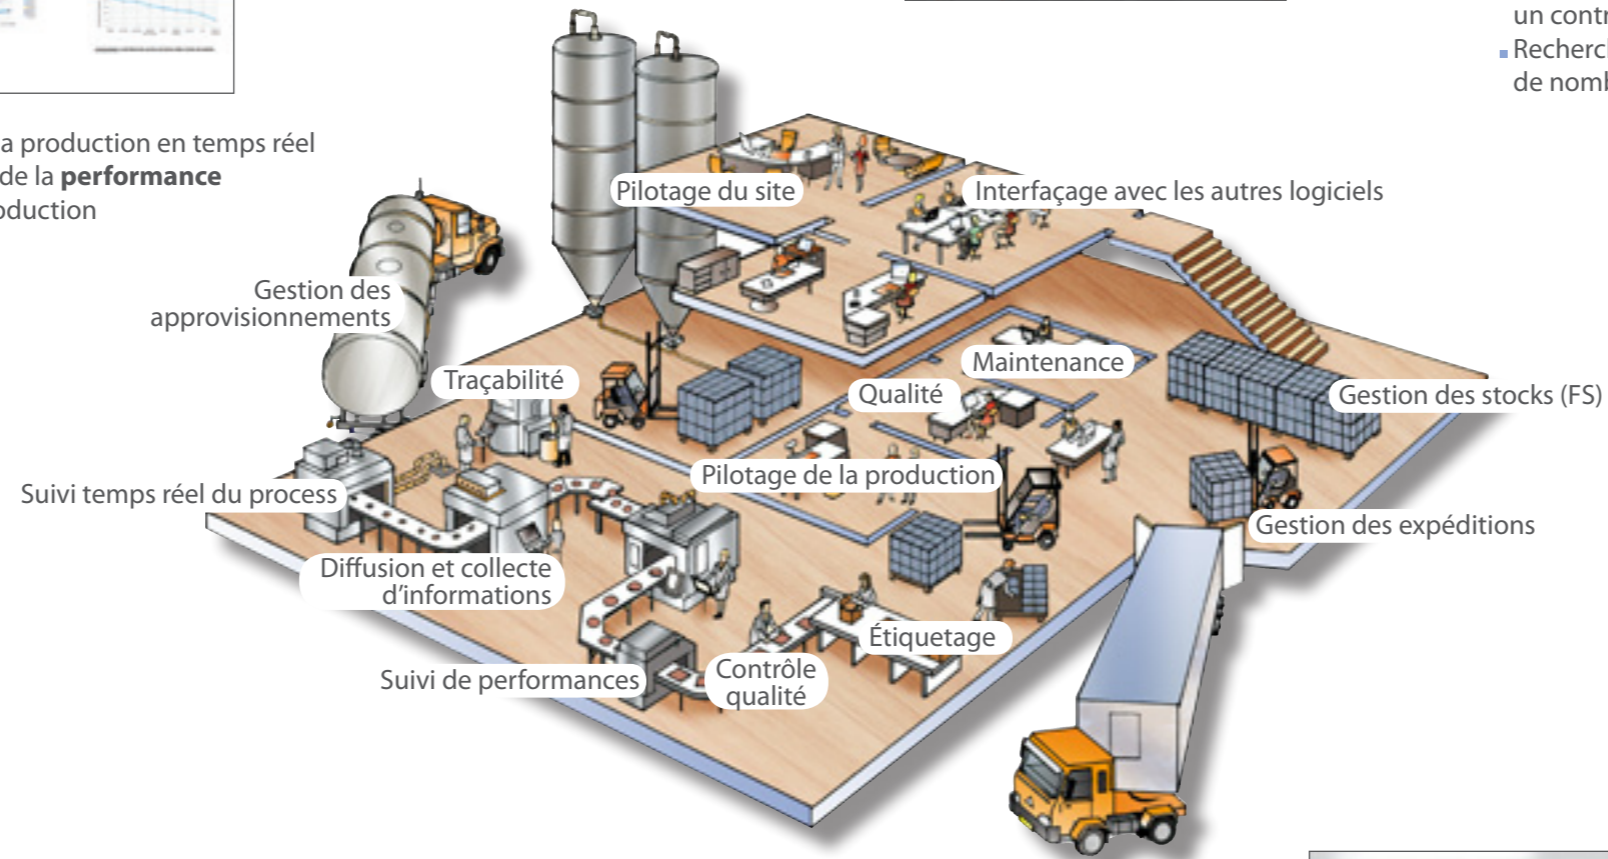 un contr
Recherch
de nomb
a production en temps réel
de la performance
oduction
Pilotage du site
Interfaçage avec les autres logiciels
Gestion des
approvisionnements
Maintenance
Traçabilité
Qualité
Gestion des stocks (FS)
Pilotage de la production
Suivi temps réel du process
Gestion des expéditions
Diffusion et collecte
d'informations
Étiquetage
Suivi de performances
Contrôle
qualité